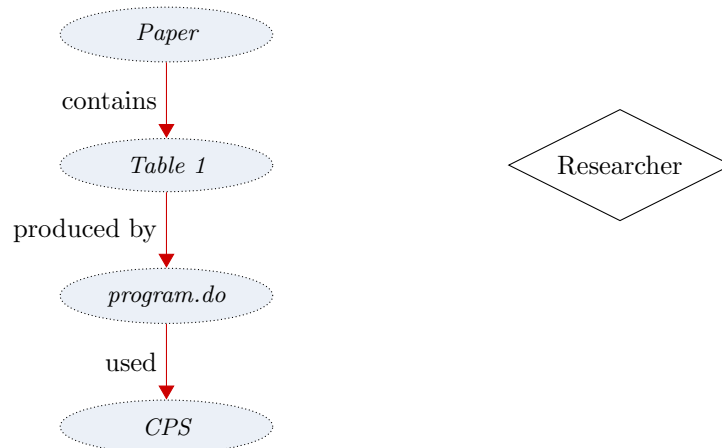 Paper
contains
Table 1
Researcher
produced by
program.do
used
CPS